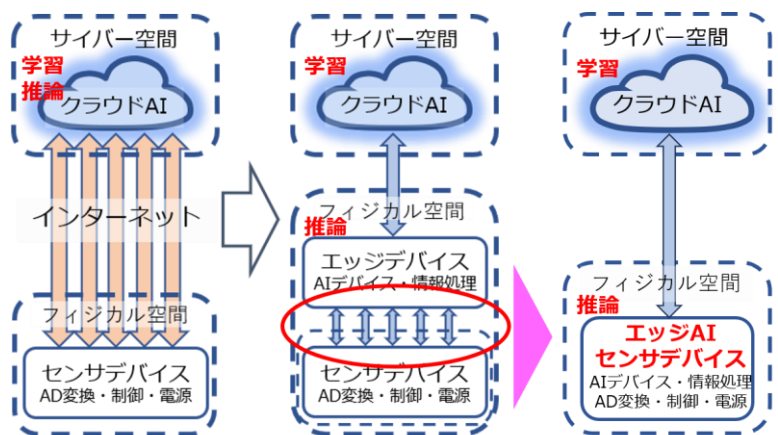 サイバー空間
学習
推論
クラウドAI
インターネット
フィジカル空間
センサデバイス
AD変換・制御・電源
サイバー空間
学習
クラウドAI
フィジカル空間
推論
エッジデバイス
AIデバイス・情報処理
センサデバイス
AD変換・制御・電源
サイバー空間
学習
クラウドAI
フィジカル空間
推論
エッジAI
センサデバイス
AIデバイス・情報処理
AD変換・制御・電源